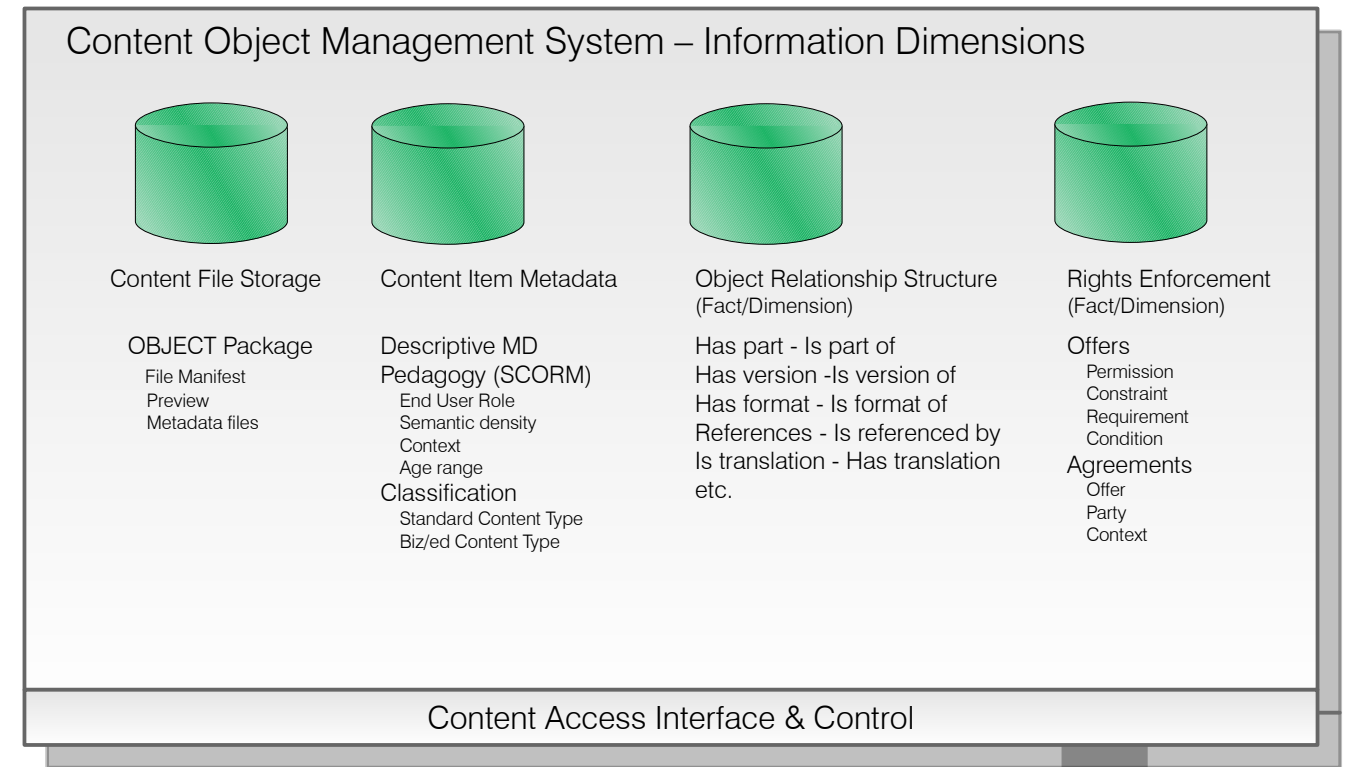 Content Object Management System – Information Dimensions
Content File Storage
OBJECT Package
File Manifest
Preview
Metadata files
Content Item Metadata
Descriptive MD
Pedagogy (SCORM)
End User Role
Semantic density
Context
Age range
Classification
Standard Content Type
Biz/ed Content Type
Object Relationship Structure
(Fact/Dimension)
Has part - Is part of
Has version -Is version of
Has format - Is format of
References - Is referenced by
Is translation - Has translation
etc.
Rights Enforcement
(Fact/Dimension)
Offers
Permission
Constraint
Requirement
Condition
Agreements
Offer
Party
Context
Content Access Interface & Control